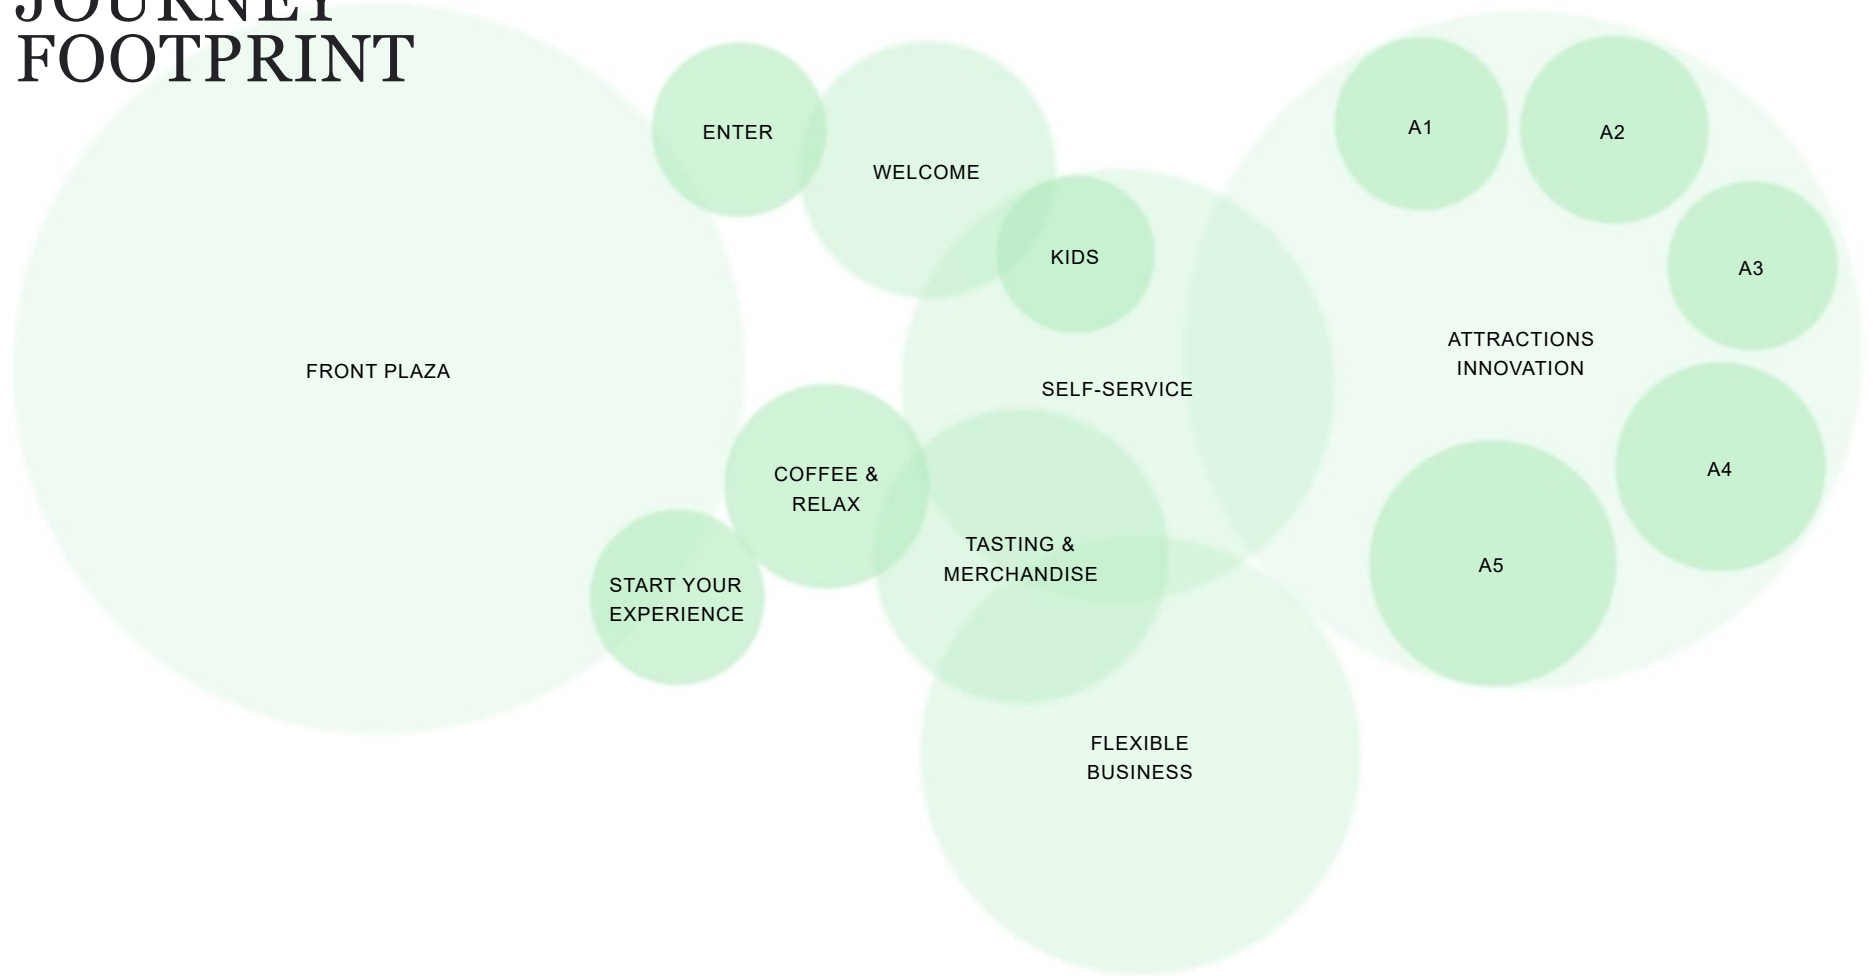 JOURNEY
FOOTPRINT
ENTER
WELCOME
KIDS
FRONT PLAZA
SELF-SERVICE
COFFEE &
RELAX
START YOUR
EXPERIENCE
TASTING &
MERCHANDISE
FLEXIBLE
BUSINESS
ATTRACTIONS
INNOVATION
A1
A2
A3
A4
A5